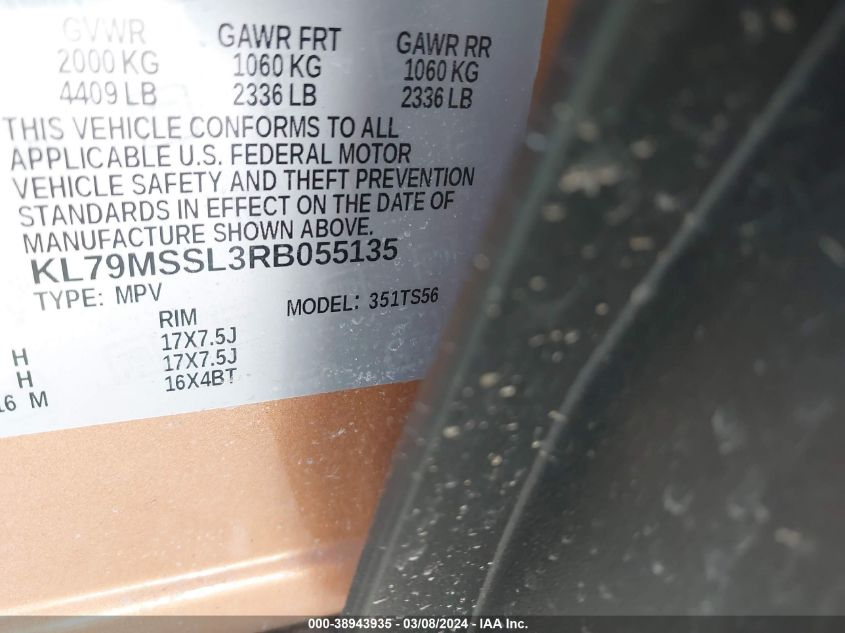 GVWR GAWR FRT GAWR RR
2000 KG 1060 KG 1060 KG
4409 LB 2336 LB 2336 LB
THIS VEHICLE CONFORMS TO ALL
APPLICABLE U.S. FEDERAL MOTOR
VEHICLE SAFETY AND THEFT PREVENTION
STANDARDS IN EFFECT ON THE DATE OF
MANUFACTURE SHOWN ABOVE.
KL79MSSL3RB055135
TYPE: MPV MODEL: 351TS56
RIM
H 17X7.5J
H 17X7.5J
16 M 16X4BT
000-38943935 - 03/08/2024 - IAA Inc.